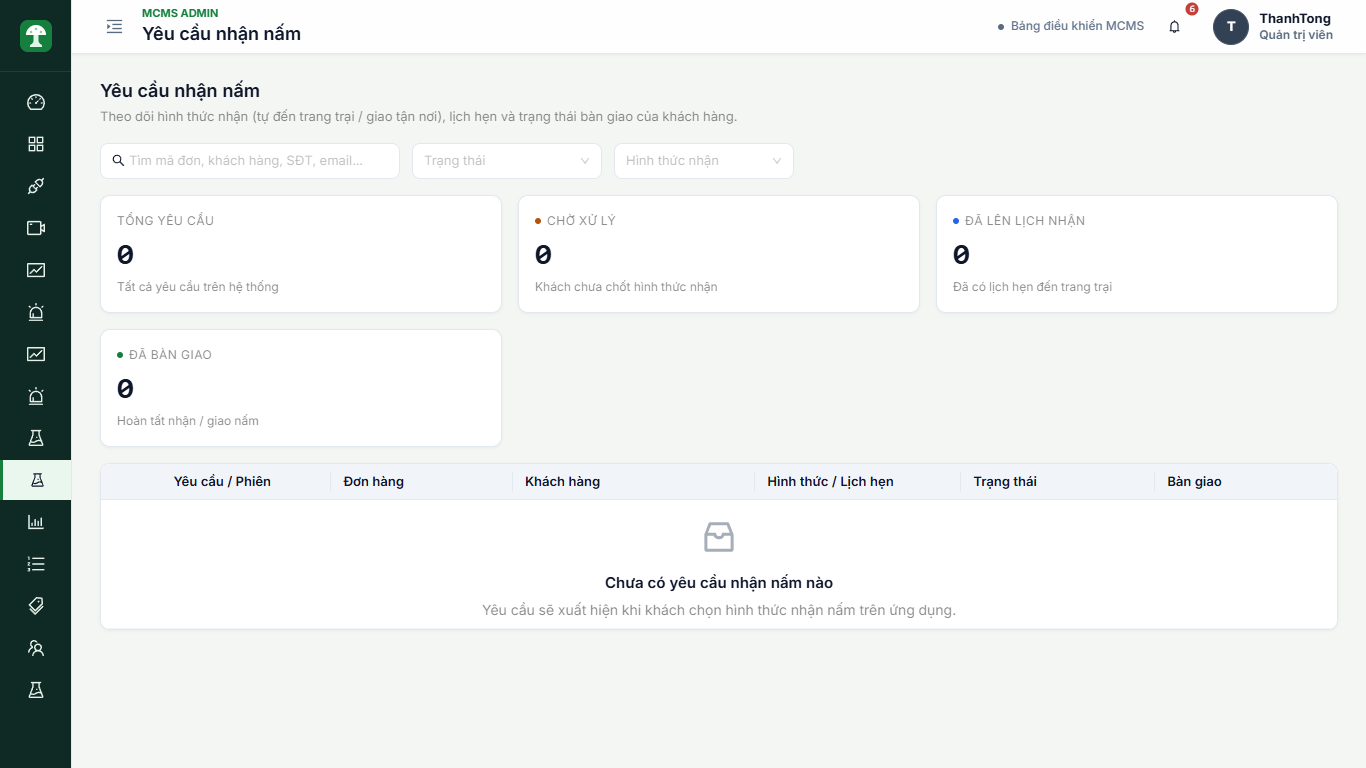 MCMS ADMIN
Yêu cầu nhận nấm
Bảng điều khiển MCMS
6
T
ThanhTong
Quản trị viên
Yêu cầu nhận nấm
Theo dõi hình thức nhận (tự đến trang trại / giao tận nơi), lịch hẹn và trạng thái bàn giao của khách hàng.
Tìm mã đơn, khách hàng, SĐT, email...
Trạng thái
Hình thức nhận
TỔNG YÊU CẦU
0
Tất cả yêu cầu trên hệ thống
CHỜ XỬ LÝ
0
Khách chưa chốt hình thức nhận
ĐÃ LÊN LỊCH NHẬN
0
Đã có lịch hẹn đến trang trại
ĐÃ BÀN GIAO
0
Hoàn tất nhận / giao nấm
Yêu cầu / Phiên
Đơn hàng
Khách hàng
Hình thức / Lịch hẹn
Trạng thái
Bàn giao
Chưa có yêu cầu nhận nấm nào
Yêu cầu sẽ xuất hiện khi khách chọn hình thức nhận nấm trên ứng dụng.